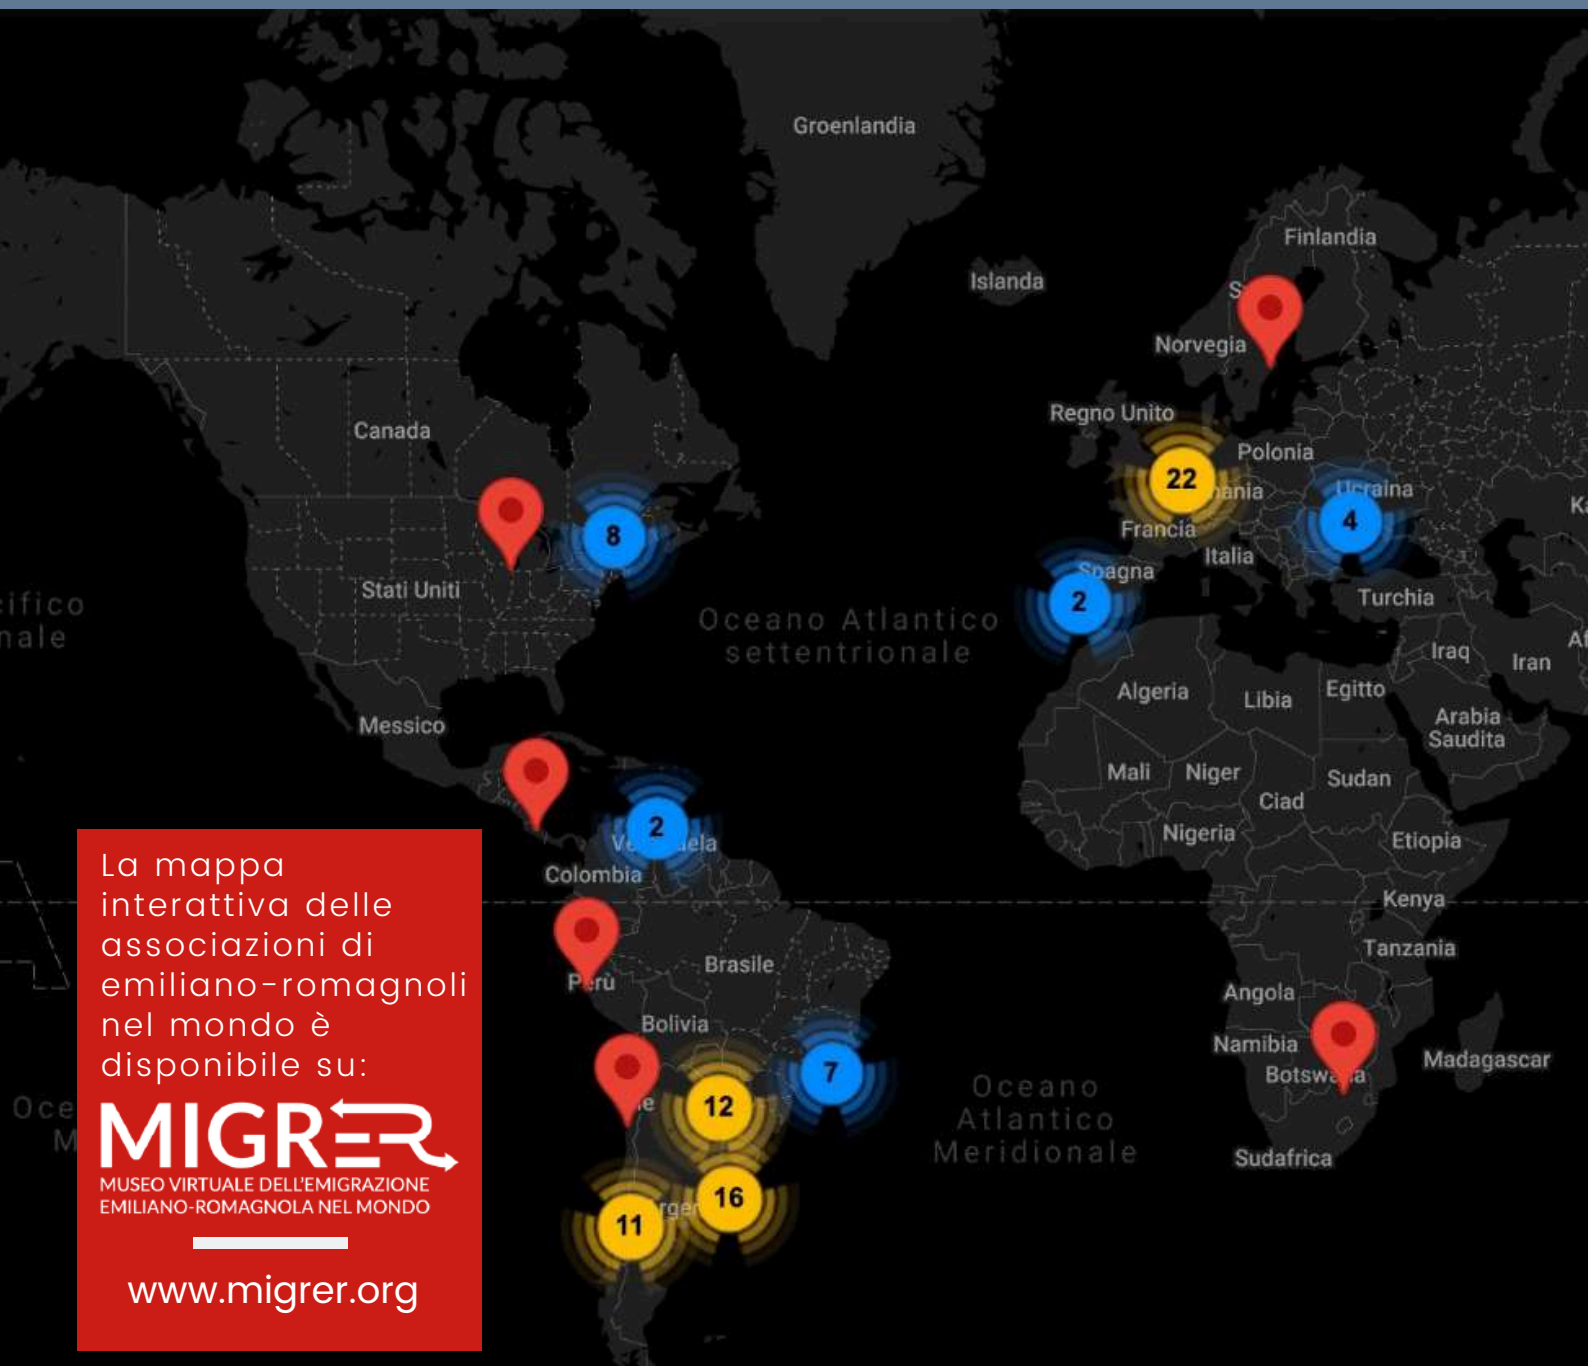 Groenlandia
Finlandia
Islanda
Norvegia
Regno Unito
Canada
Polonia
22
8
4
Francia
Italia
Spagna
Stati Uniti
2
Turchia
Oceano Atlantico
settentrionale
Iraq
Iran
Algeria
Libia
Egitto
Messico
Arabia
Saudita
Mali
Niger
Sudan
Ciad
2
Nigeria
Etiopia
Colombia
Kenya
Tanzania
Brasile
Perù
Angola
Bolivia
Namibia
Madagascar
7
12
Oceano
Atlantico
Meridionale
Sudafrica
16
11
La mappa
interattiva delle
associazioni di
emiliano-romagnoli
nel mondo è
disponibile su:
MIGRER
MUSEO VIRTUALE DELL'EMIGRAZIONE
EMILIANO-ROMAGNOLA NEL MONDO
www.migrer.org